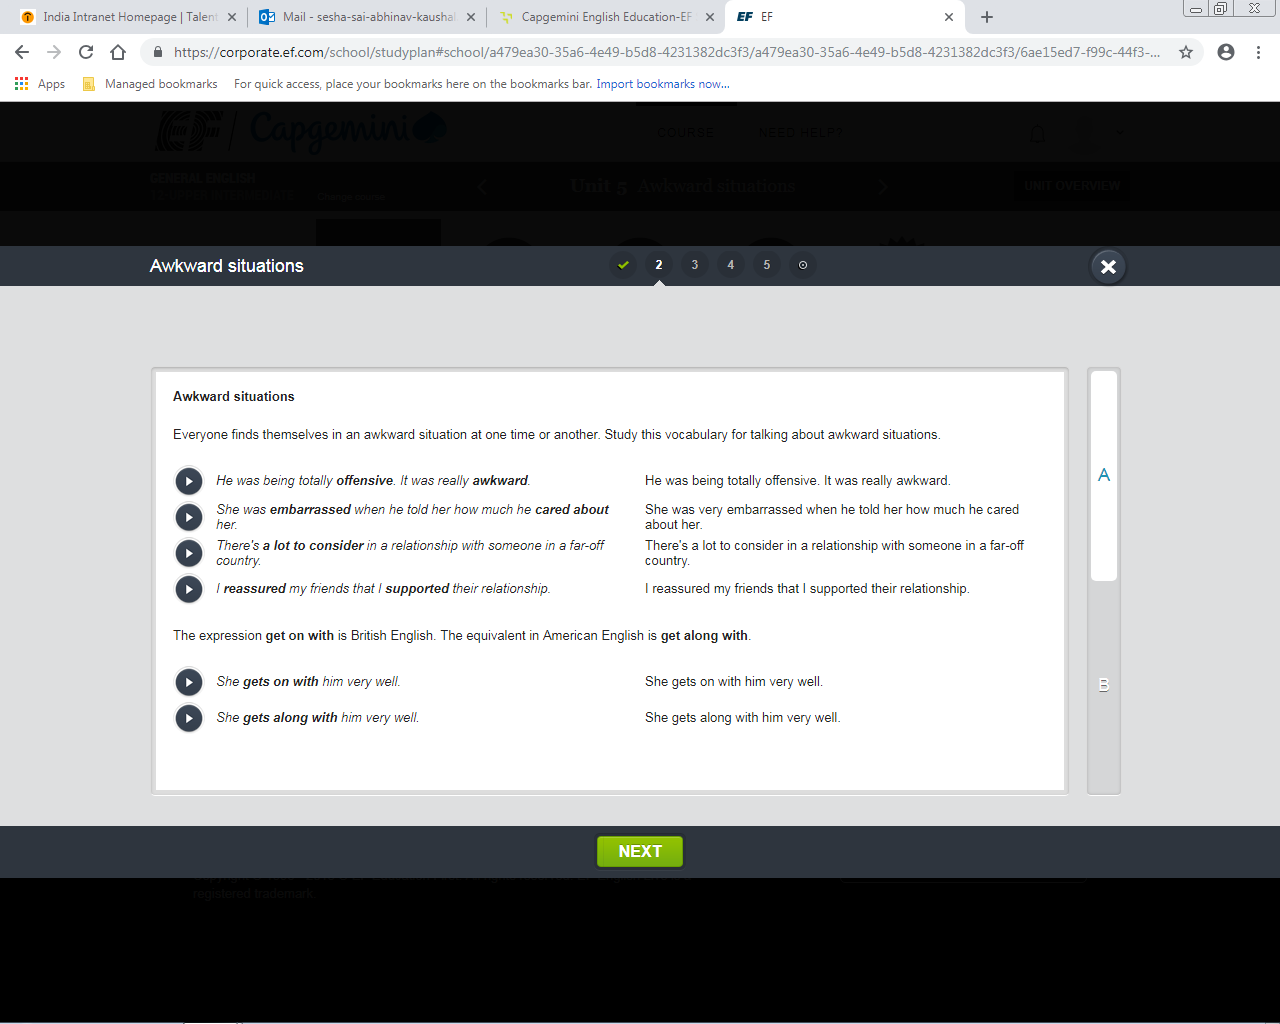 India Intranet Homepage | Talent
Mail - sesha-sai-abhinav-kaushal
Capgemini English Education-EF
EF EF
https://corporate.ef.com/school/studyplan#school/a479ea30-35a6-4e49-b5d8-4231382dc3f3/a479ea30-35a6-4e49-b5d8-4231382dc3f3/6ae15ed7-f99c-44f3-...
Apps Managed bookmarks For quick access, place your bookmarks here on the bookmarks bar. Import bookmarks now...
EF Capgemini COURSE NEED HELP?
GENERAL ENGLISH
Change course
Unit 5 Awkward situations
UNIT OVERVIEW
Awkward situations 2 3 4 5
Awkward situations
Everyone finds themselves in an awkward situation at one time or another. Study this vocabulary for talking about awkward situations.
He was being totally offensive. It was really awkward. He was being totally offensive. It was really awkward.
She was embarrassed when he told her how much he cared about She was very embarrassed when he told her how much he cared
her. about her.
There's a lot to consider in a relationship with someone in a far-off There's a lot to consider in a relationship with someone in a far-off
country. country.
I reassured my friends that I supported their relationship. I reassured my friends that I supported their relationship.
The expression get on with is British English. The equivalent in American English is get along with.
She gets on with him very well. She gets on with him very well.
She gets along with him very well. She gets along with him very well.
A
B
NEXT
registered trademark